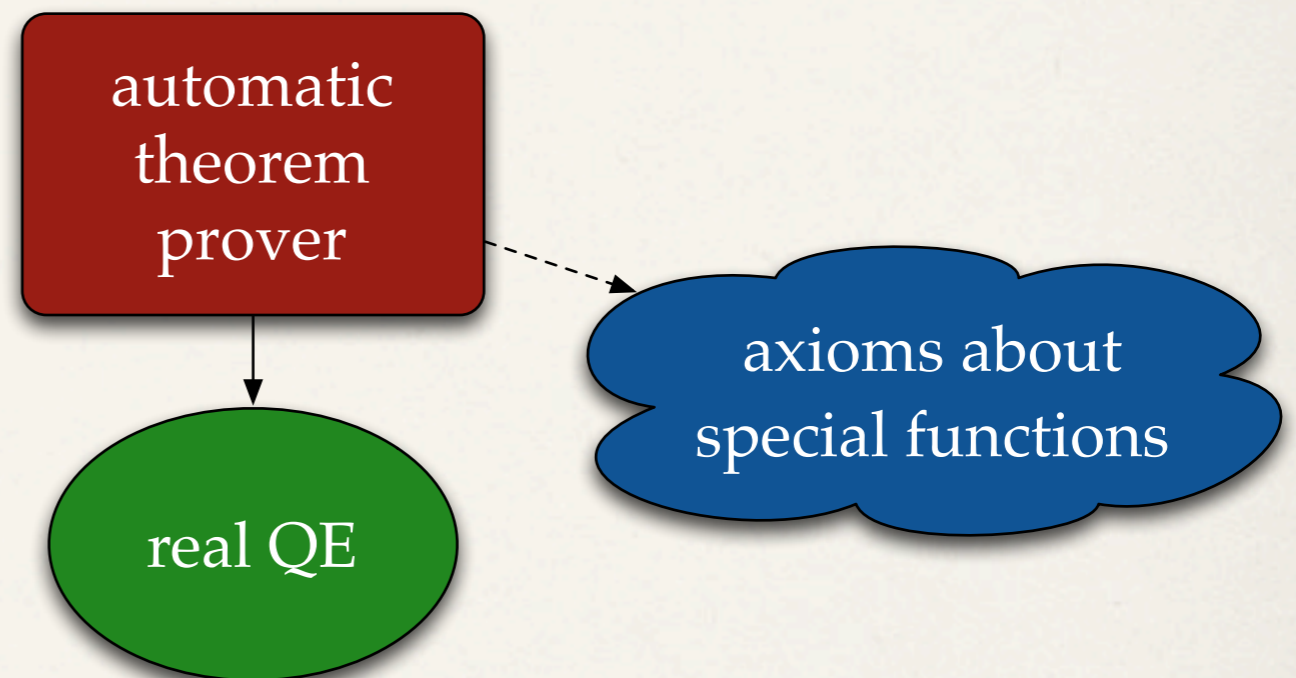 automatic
theorem
prover
axioms about
special functions
real QE